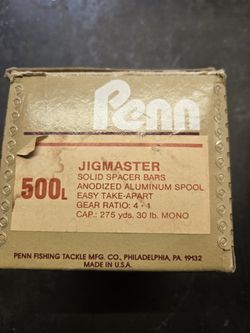 Penn
JIGMASTER
500L
SOLID SPACER BARS
ANODIZED ALUMINUM SPOOL
EASY TAKE-APART
GEAR RATIO: 4 - 1
CAP.: 275 yds. 30 lb. MONO
PENN FISHING TACKLE MFG. CO., PHILADELPHIA, PA. 19132
MADE IN U.S.A.